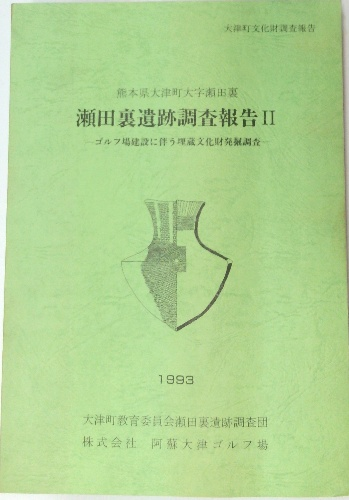 大津町文化財調査報告
熊本県大津町大字瀬田裏
瀬田裏遺跡調査報告II
―ゴルフ場建設に伴う埋蔵文化財発掘調査―
1993
大津町教育委員会瀬田裏遺跡調査団
株式会社 阿蘇大津ゴルフ場